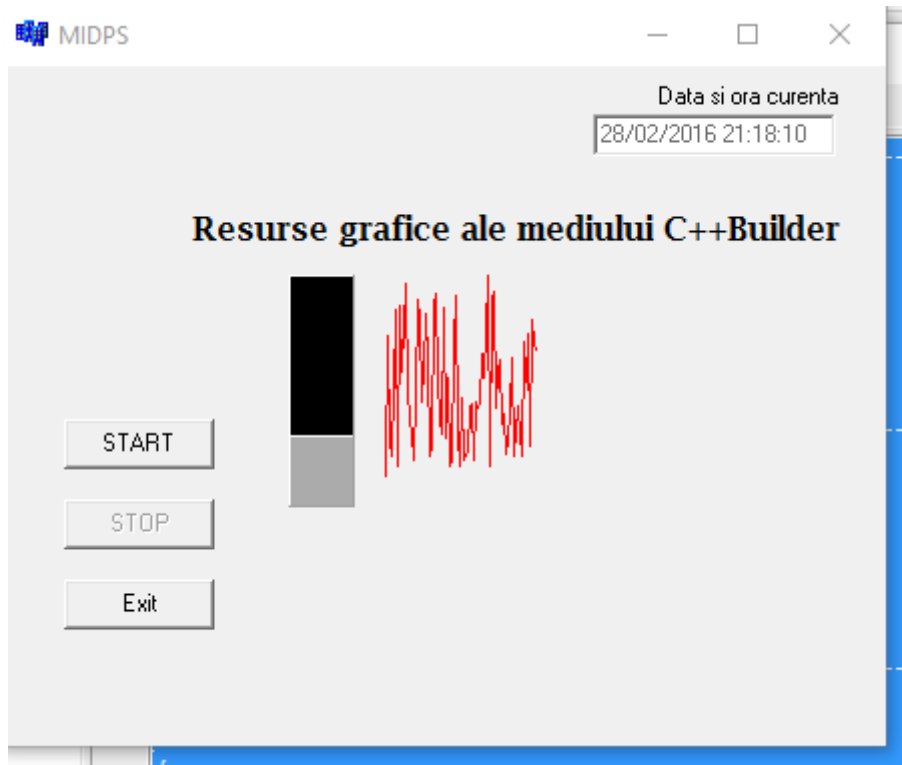 MIDPS
Data si ora curenta
28/02/2016 21:18:10
Resurse grafice ale mediului C++Builder
START
STOP
Exit